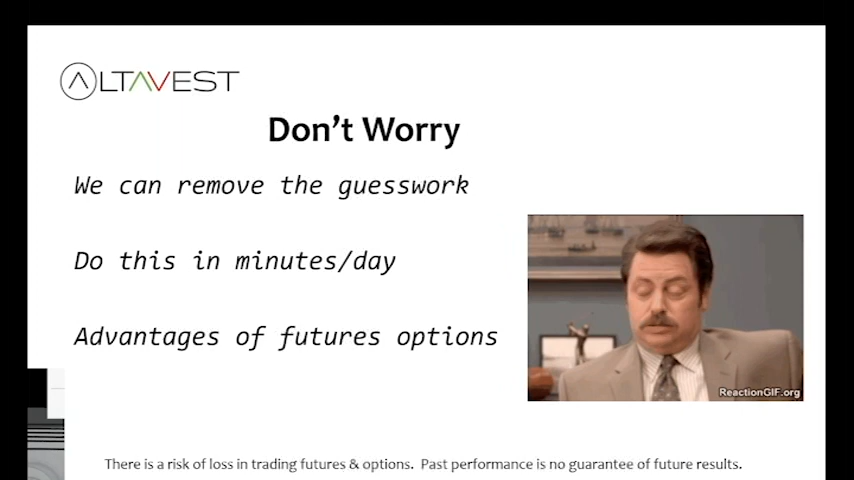 ALTAVEST
Don't Worry
We can remove the guesswork
Do this in minutes/day
Advantages of futures options
ReactionGIF.org
There is a risk of loss in trading futures & options. Past performance is no guarantee of future results.